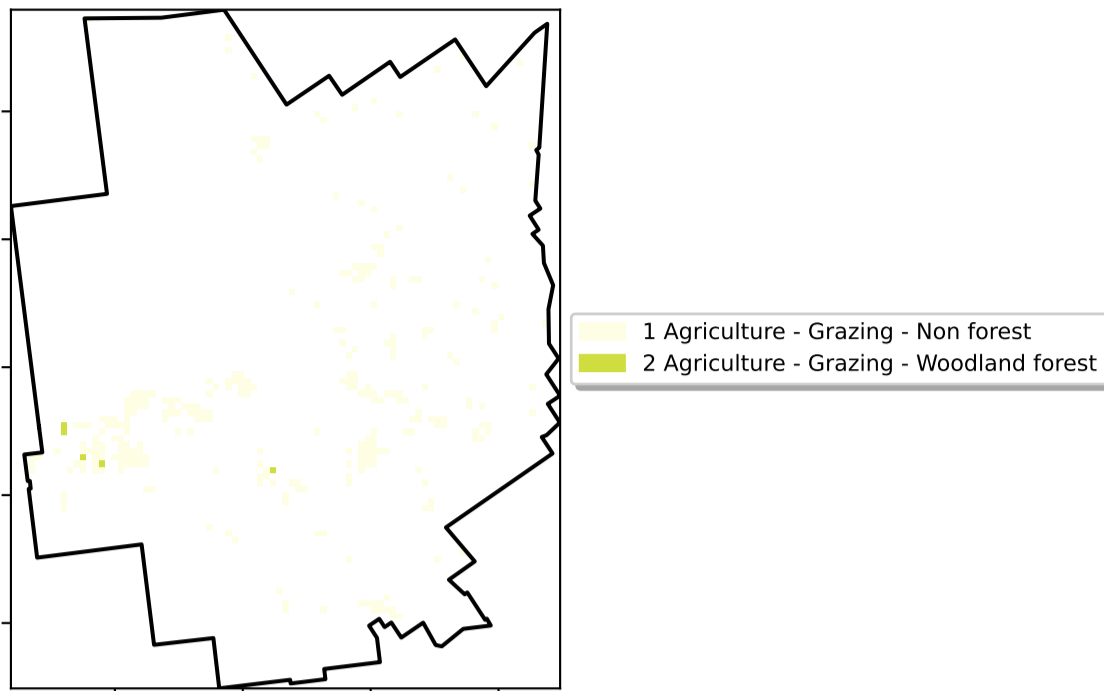 1 Agriculture - Grazing - Non forest
2 Agriculture - Grazing - Woodland forest